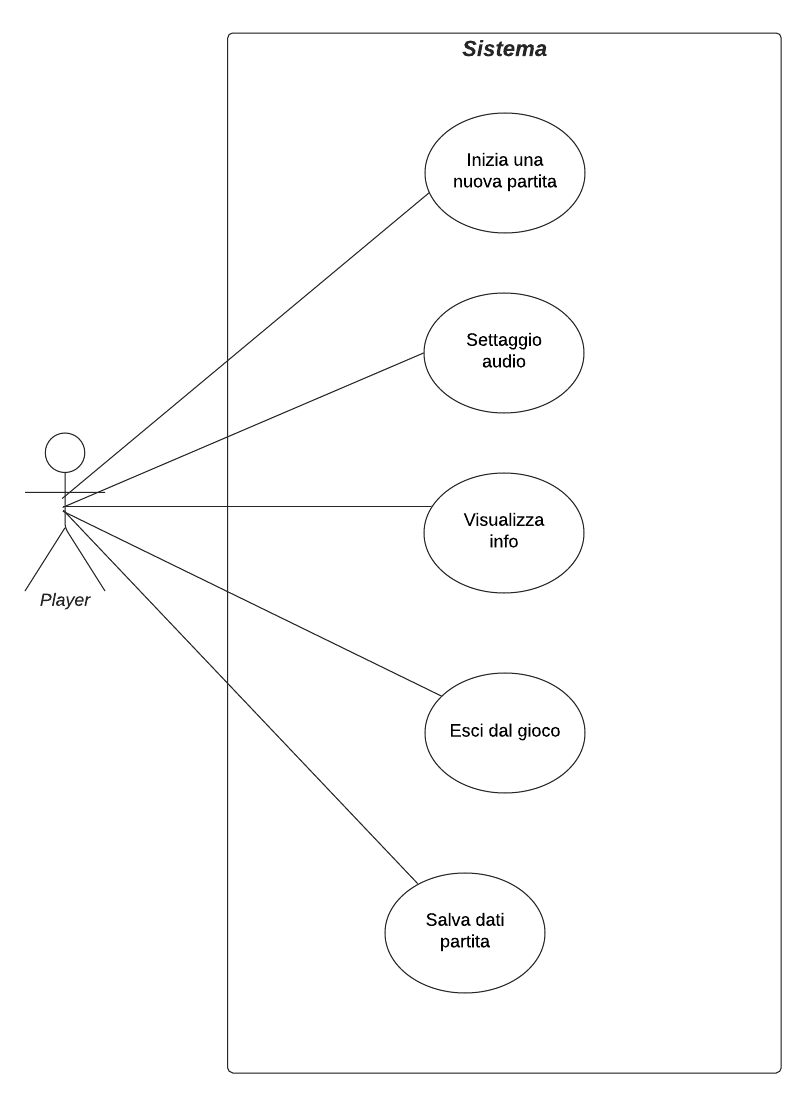 Sistema
Inizia una
nuova partita
Settaggio
audio
Visualizza
info
Player
Esci dal gioco
Salva dati
partita